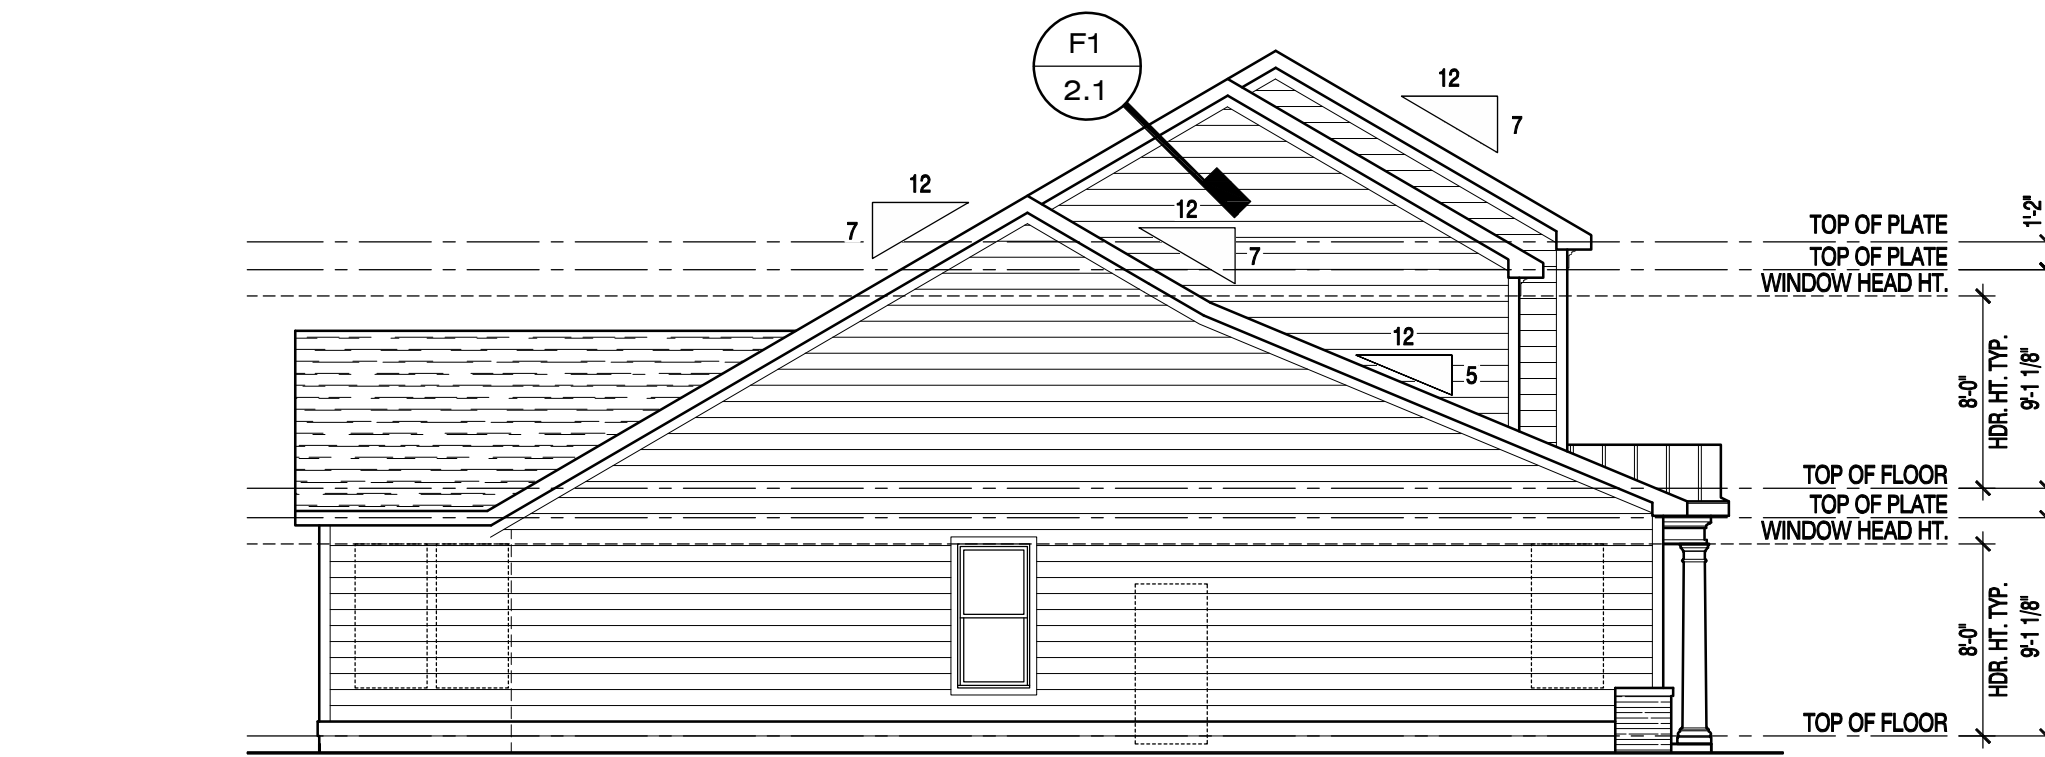 F1
2.1
12
7
12
7
12
7
12
5
TOP OF PLATE
TOP OF PLATE
WINDOW HEAD HT.
TOP OF FLOOR
TOP OF PLATE
WINDOW HEAD HT.
TOP OF FLOOR
1'-2"
8'-0"
HDR. HT. TYP.
9'-1 1/8"
8'-0"
HDR. HT. TYP.
9'-1 1/8"